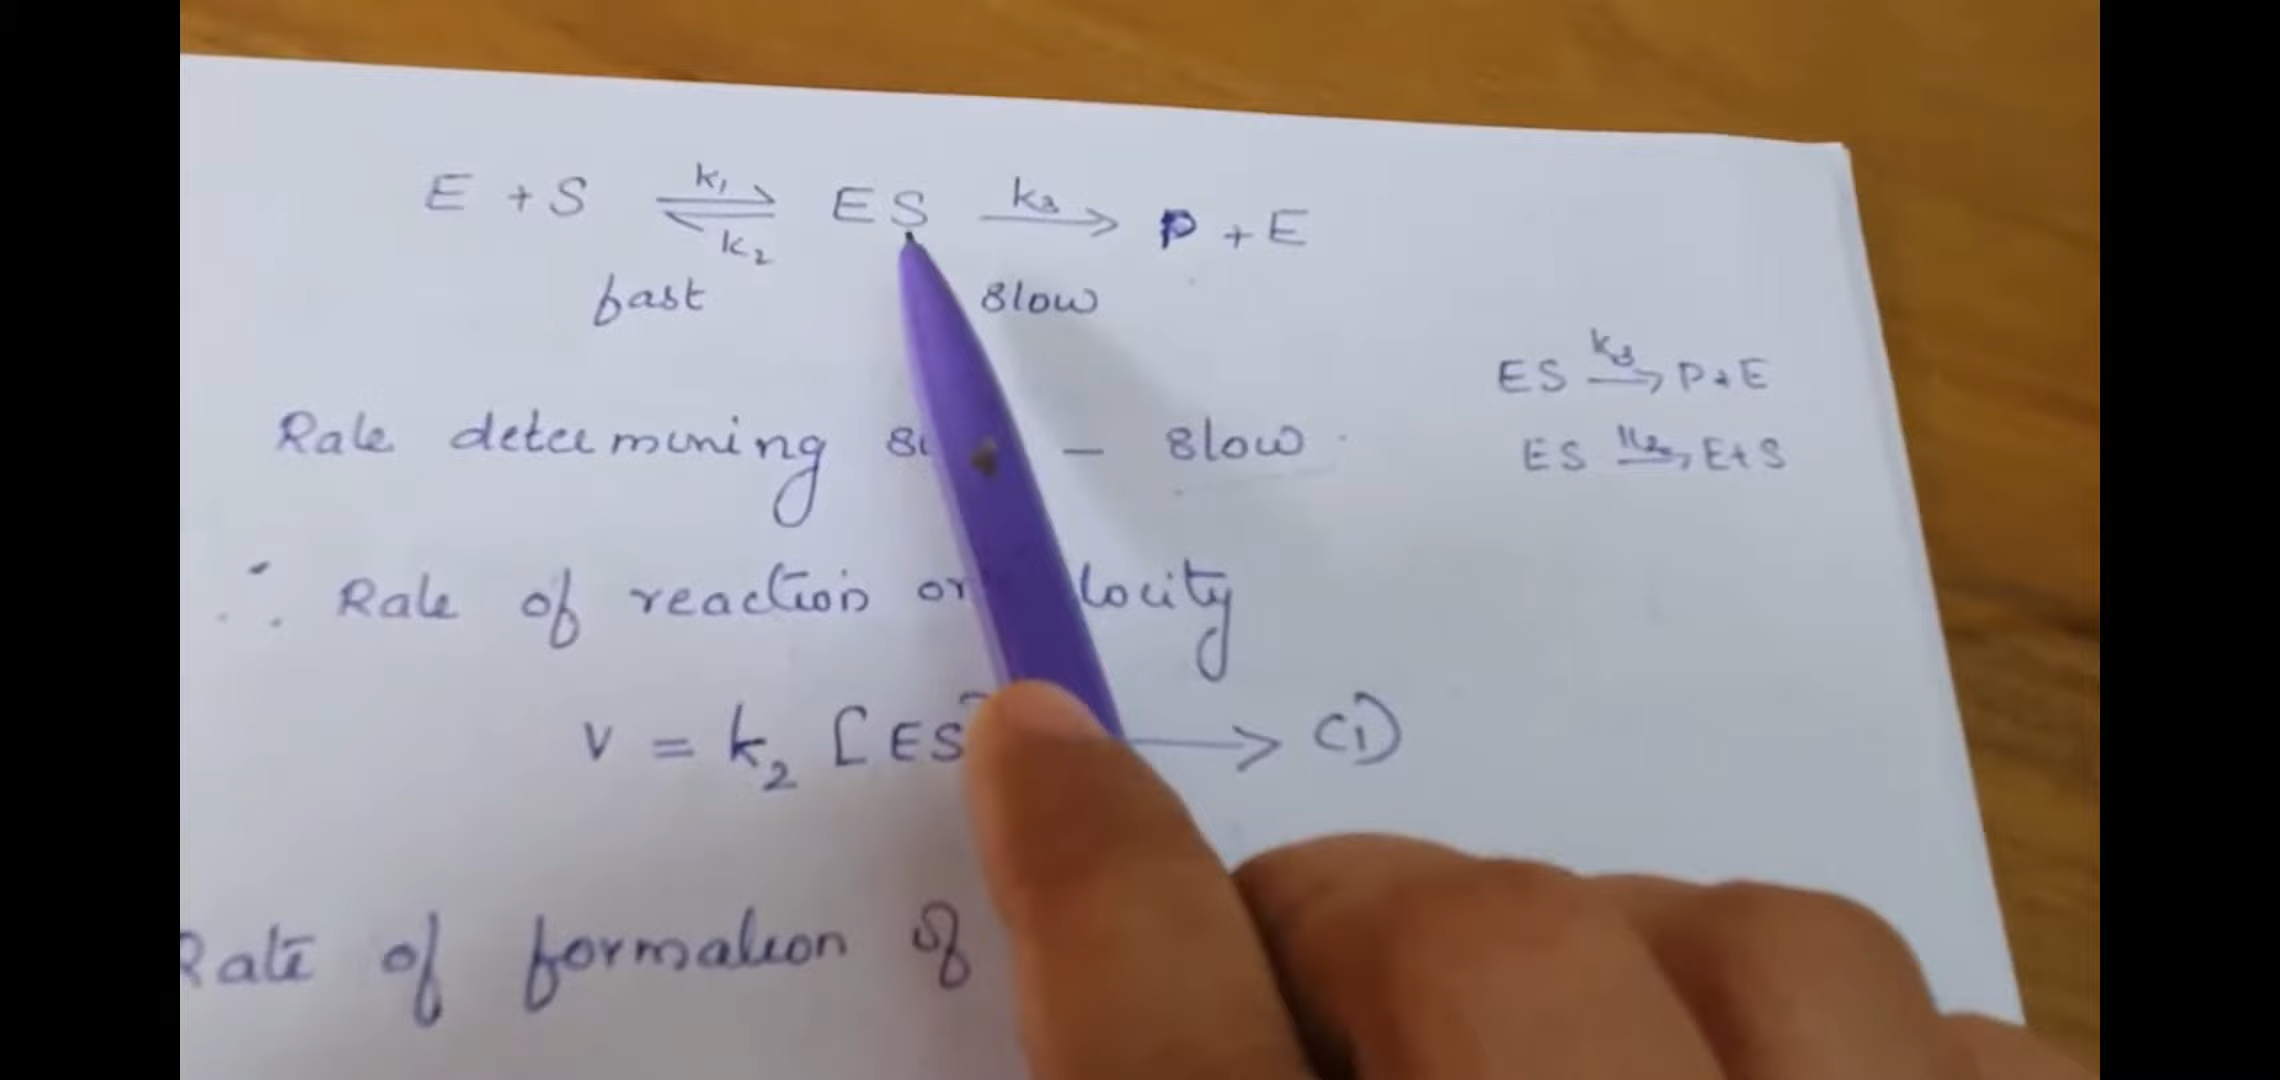 E + S ⇌ ES → P + E
k₁ k₃
k₂
fast slow
ES →k₃ P + E
Rate determining – slow
ES →k₂ E + S
∴ Rate of reaction or
v = k₂ [ES → (1)
Rate of formation of